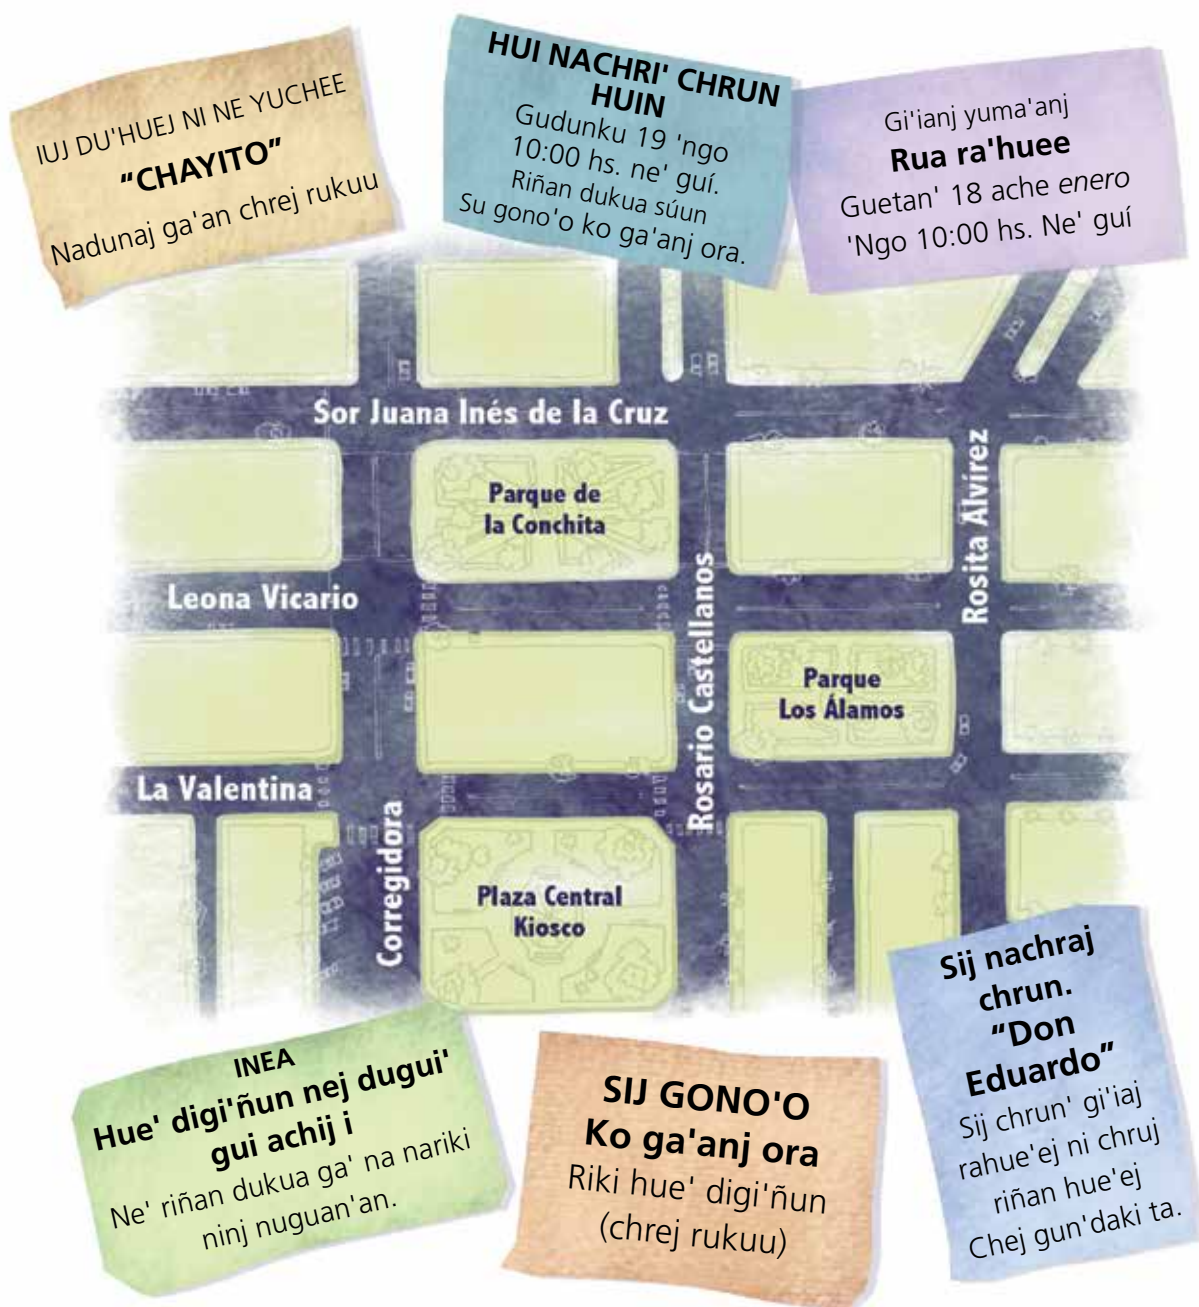 IUJ DU'HUEJ NI NE YUCHEE
"CHAYITO"
Nadunaj ga'an chrej rukuu
HUI NACHRI' CHRUN
HUIN
Gudunku 19 'ngo
10:00 hs. ne' guí.
Riñan dukua súun
Su gono'o ko ga'anj ora.
Gi'ianj yuma'anj
Rua ra'huee
Guetan' 18 ache enero
'Ngo 10:00 hs. Ne' guí
Sor Juana Inés de la Cruz
Parque de
la Conchita
Rosita Alvírez
Leona Vicario
Rosario Castellanos
Parque
Los Álamos
La Valentina
Corregidora
Plaza Central
Kiosco
INEA
Hue' digi'ñun nej dugui'
gui achij i
Ne' riñan dukua ga' na nariki
ninj nuguan'an.
SIJ GONO'O
Ko ga'anj ora
Riki hue' digi'ñun
(chrej rukuu)
Sij nachraj
chrun.
"Don
Eduardo"
Sij chrun' gi'iaj
rahue'ej ni chruj
riñan hue'ej
Chej gun'daki ta.